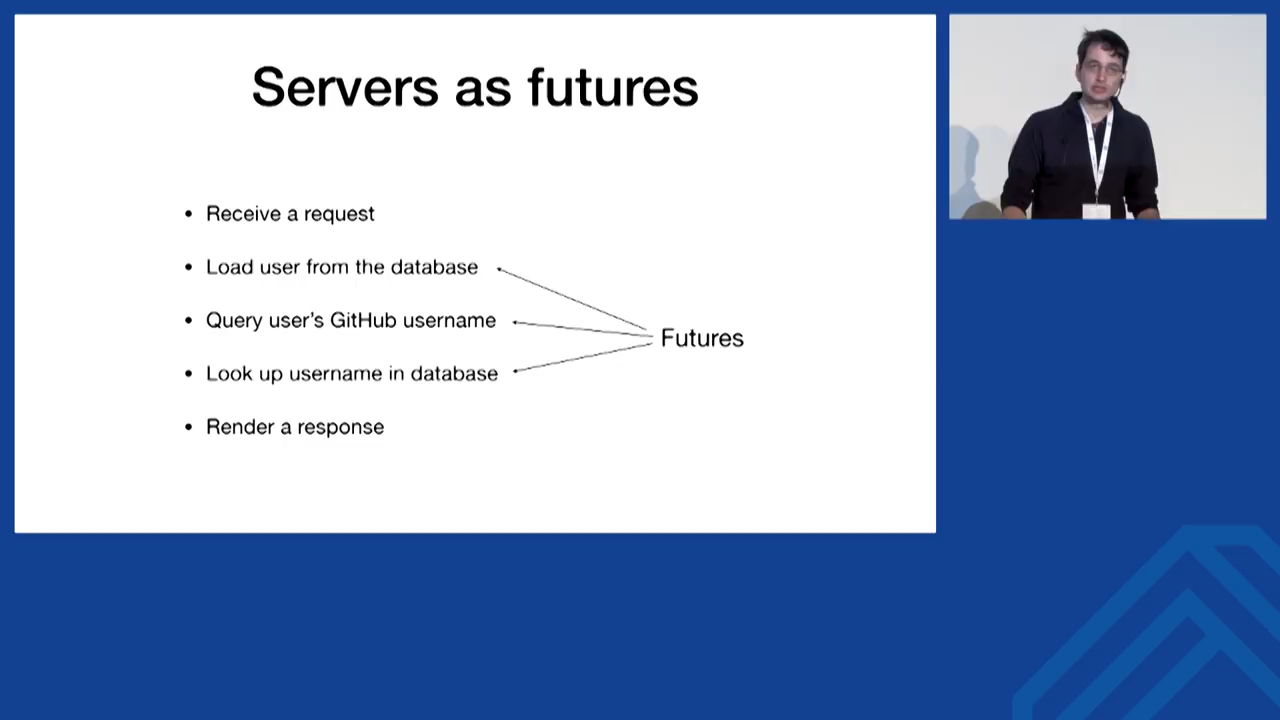 Servers as futures
• Receive a request
• Load user from the database
• Query user's GitHub username
• Look up username in database
• Render a response
Futures